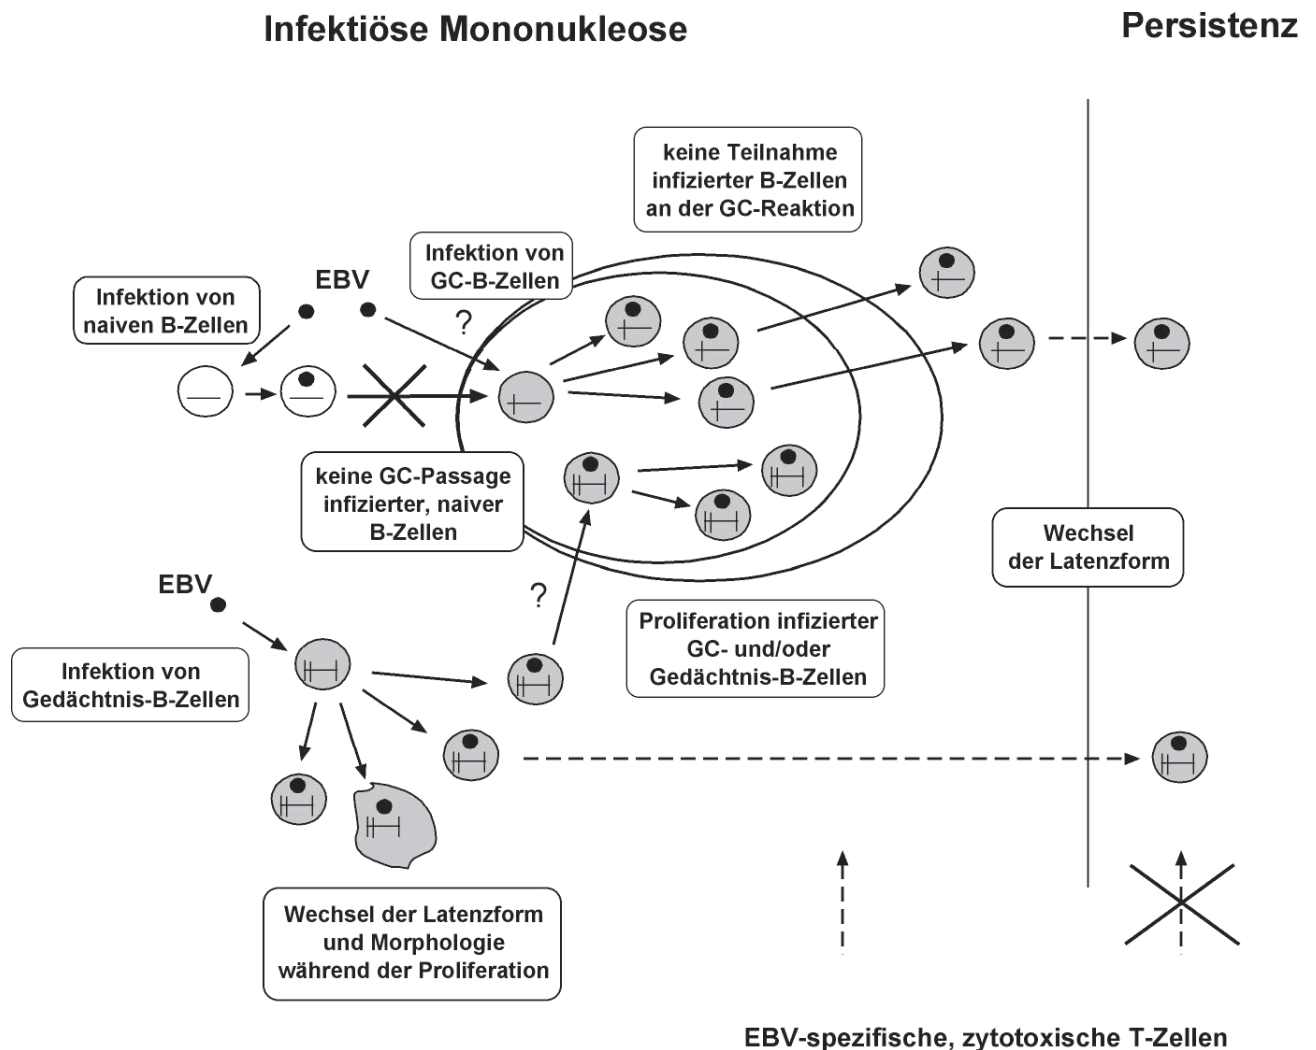 Infektiöse Mononukleose
Persistenz
keine Teilnahme
infizierter B-Zellen
an der GC-Reaktion
Infektion von
GC-B-Zellen
EBV
Infektion von
naiven B-Zellen
?
keine GC-Passage
infizierter, naiver
B-Zellen
Wechsel
der Latenzform
EBV
?
Proliferation infizierter
GC- und/oder
Gedächtnis-B-Zellen
Infektion von
Gedächtnis-B-Zellen
Wechsel der Latenzform
und Morphologie
während der Proliferation
EBV-spezifische, zytotoxische T-Zellen